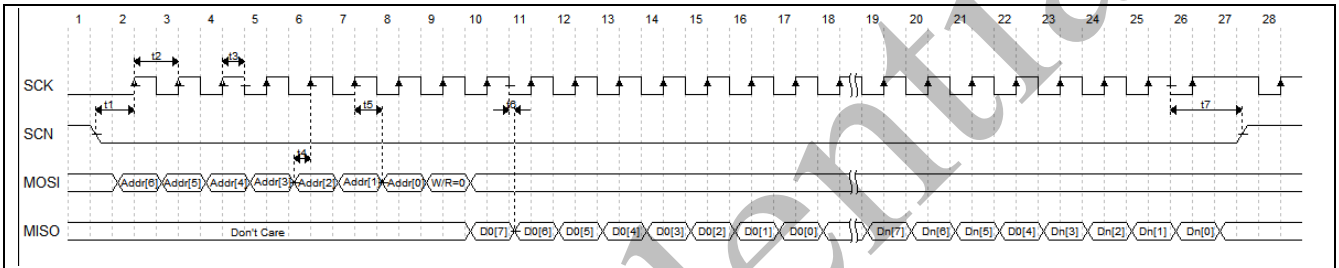 1 2 3 4 5 6 7 8 9 10 11 12 13 14 15 16 17 18 19 20 21 22 23 24 25 26 27 28
t2 t3
SCK
t1 t5 t6 t7
SCN
t4
MOSI Addr[6] Addr[5] Addr[4] Addr[3] Addr[2] Addr[1] Addr[0] W/R=0
MISO Don't Care D0[7] D0[6] D0[5] D0[4] D0[3] D0[2] D0[1] D0[0] Dn[7] Dn[6] Dn[5] D0[4] Dn[3] Dn[2] Dn[1] Dn[0]